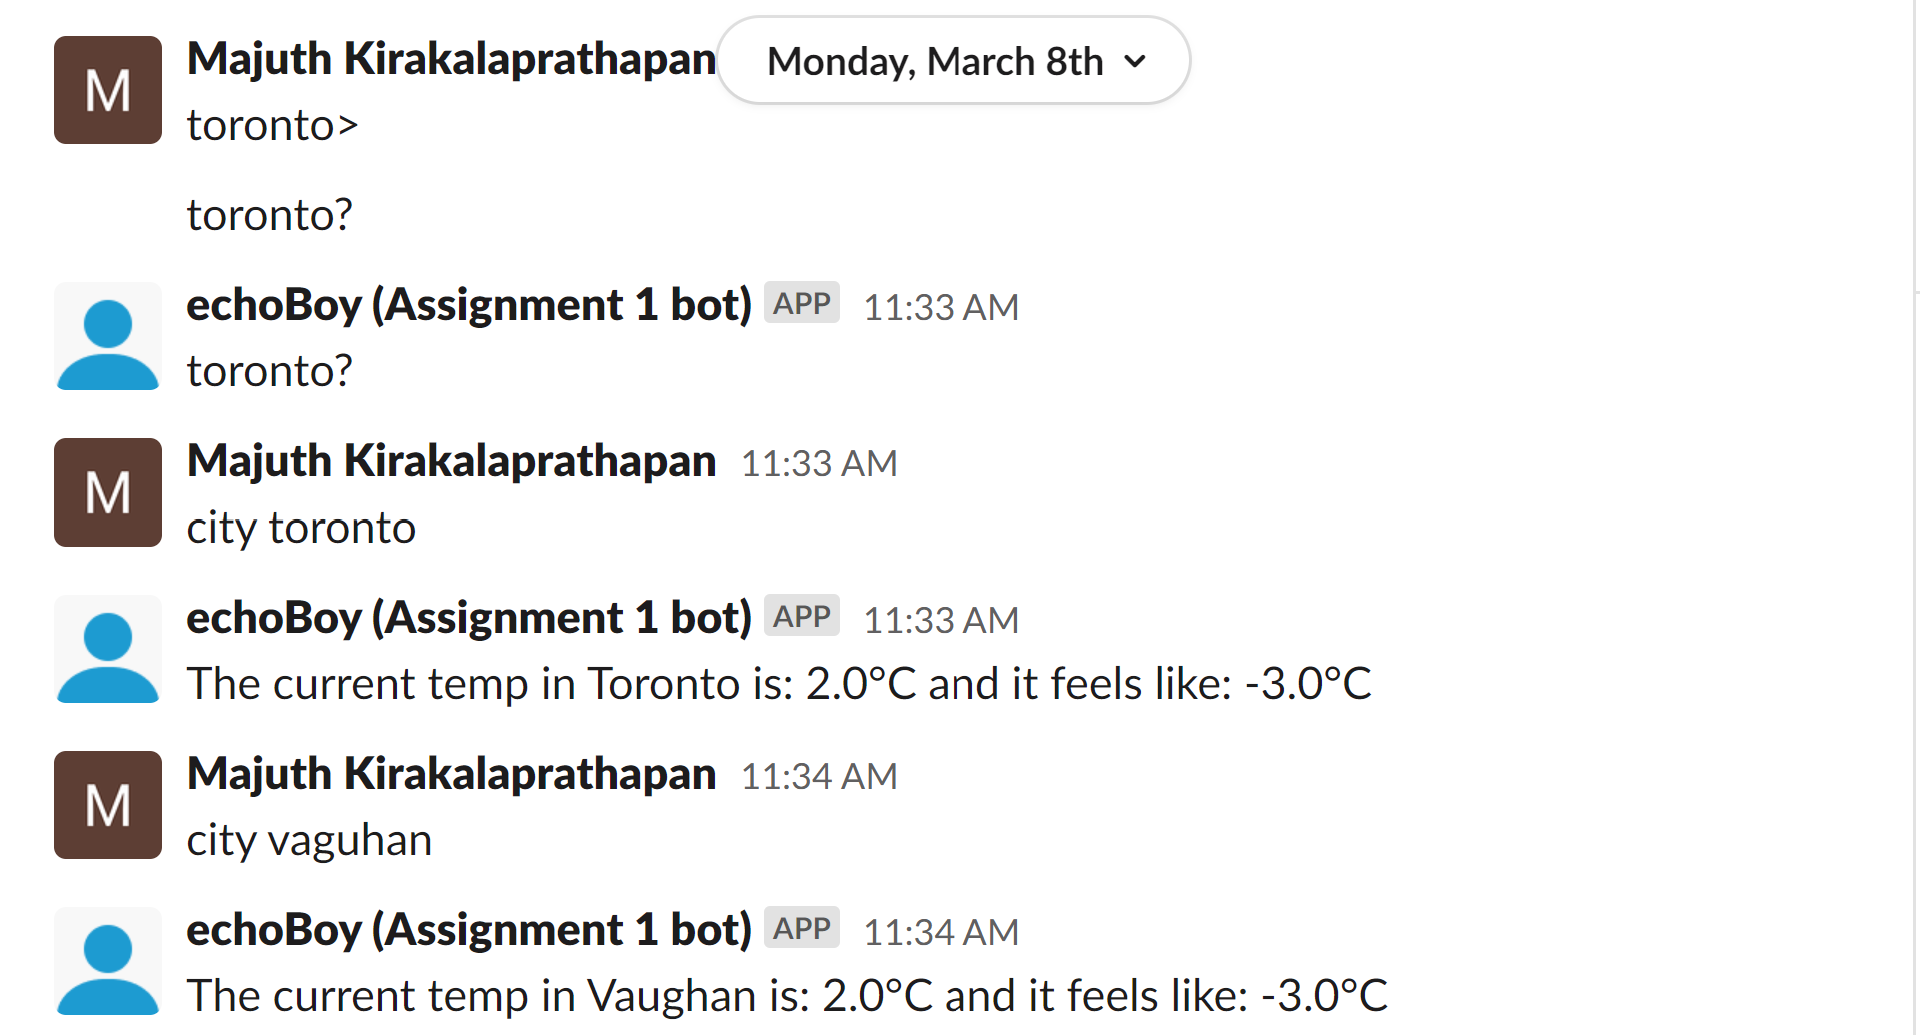 M
Majuth Kirakalaprathapan
Monday, March 8th
toronto>
toronto?
echoBoy (Assignment 1 bot) APP 11:33 AM
toronto?
M
Majuth Kirakalaprathapan 11:33 AM
city toronto
echoBoy (Assignment 1 bot) APP 11:33 AM
The current temp in Toronto is: 2.0°C and it feels like: -3.0°C
M
Majuth Kirakalaprathapan 11:34 AM
city vaguhan
echoBoy (Assignment 1 bot) APP 11:34 AM
The current temp in Vaughan is: 2.0°C and it feels like: -3.0°C